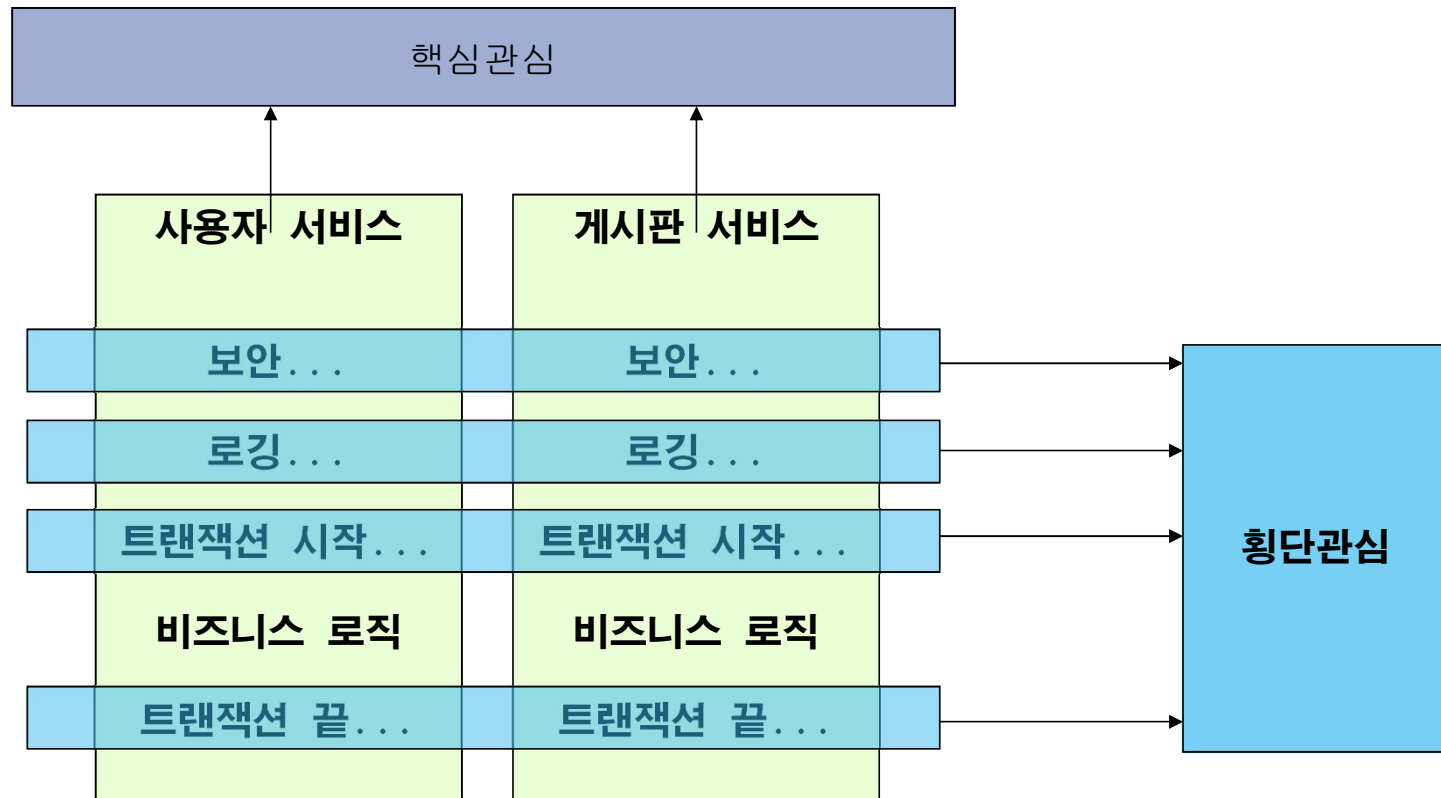 핵심관심
사용자 서비스 게시판 서비스
보안... 보안...
로깅... 로깅...
트랜잭션 시작... 트랜잭션 시작...
횡단관심
비즈니스 로직 비즈니스 로직
트랜잭션 끝... 트랜잭션 끝...